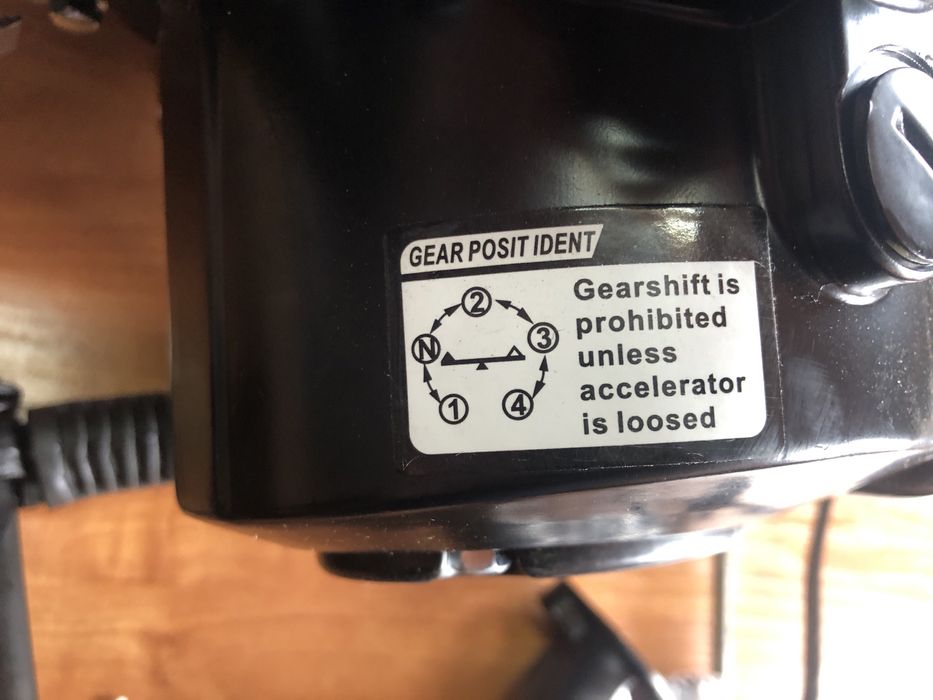 GEAR POSIT IDENT
2
N
3
1
4
Gearshift is
prohibited
unless
accelerator
is loosed